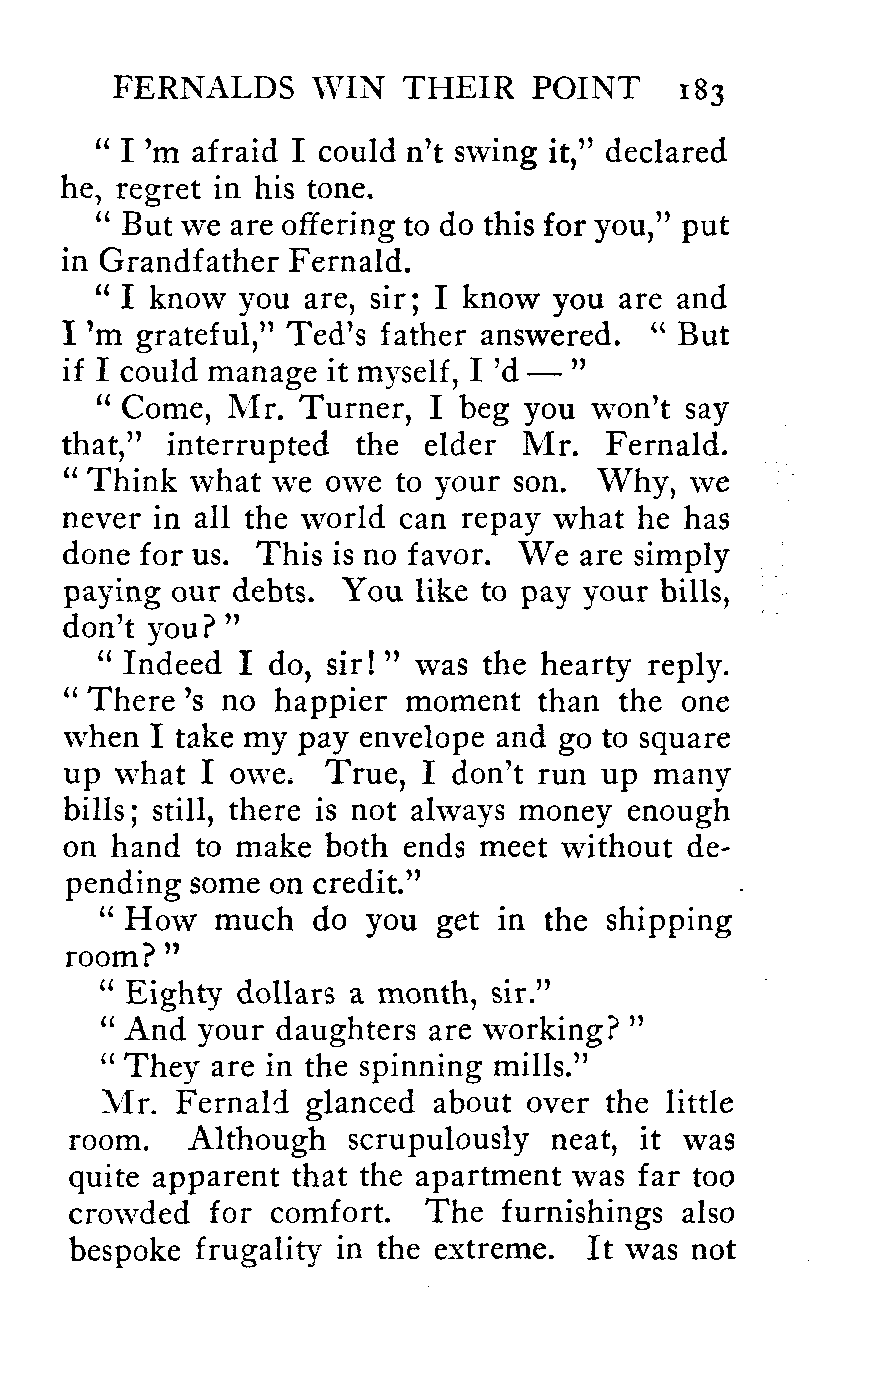 FERNALDS WIN THEIR POINT 183
“ I ’m afraid I could n’t swing it,” declared
he, regret in his tone.
“ But we are offering to do this for you,” put
in Grandfather Fernald.
“ I know you are, sir; I know you are and
I ’m grateful,” Ted’s father answered. “ But
if I could manage it myself, I ’d — ”
“ Come, Mr. Turner, I beg you won’t say
that,” interrupted the elder Mr. Fernald.
“ Think what we owe to your son. Why, we
never in all the world can repay what he has
done for us. This is no favor. We are simply
paying our debts. You like to pay your bills,
don’t you? ”
“ Indeed I do, sir! ” was the hearty reply.
“ There ’s no happier moment than the one
when I take my pay envelope and go to square
up what I owe. True, I don’t run up many
bills; still, there is not always money enough
on hand to make both ends meet without de-
pending some on credit.”
“ How much do you get in the shipping
room? ”
“ Eighty dollars a month, sir.”
“ And your daughters are working? ”
“ They are in the spinning mills.”
Mr. Fernald glanced about over the little
room. Although scrupulously neat, it was
quite apparent that the apartment was far too
crowded for comfort. The furnishings also
bespoke frugality in the extreme. It was not